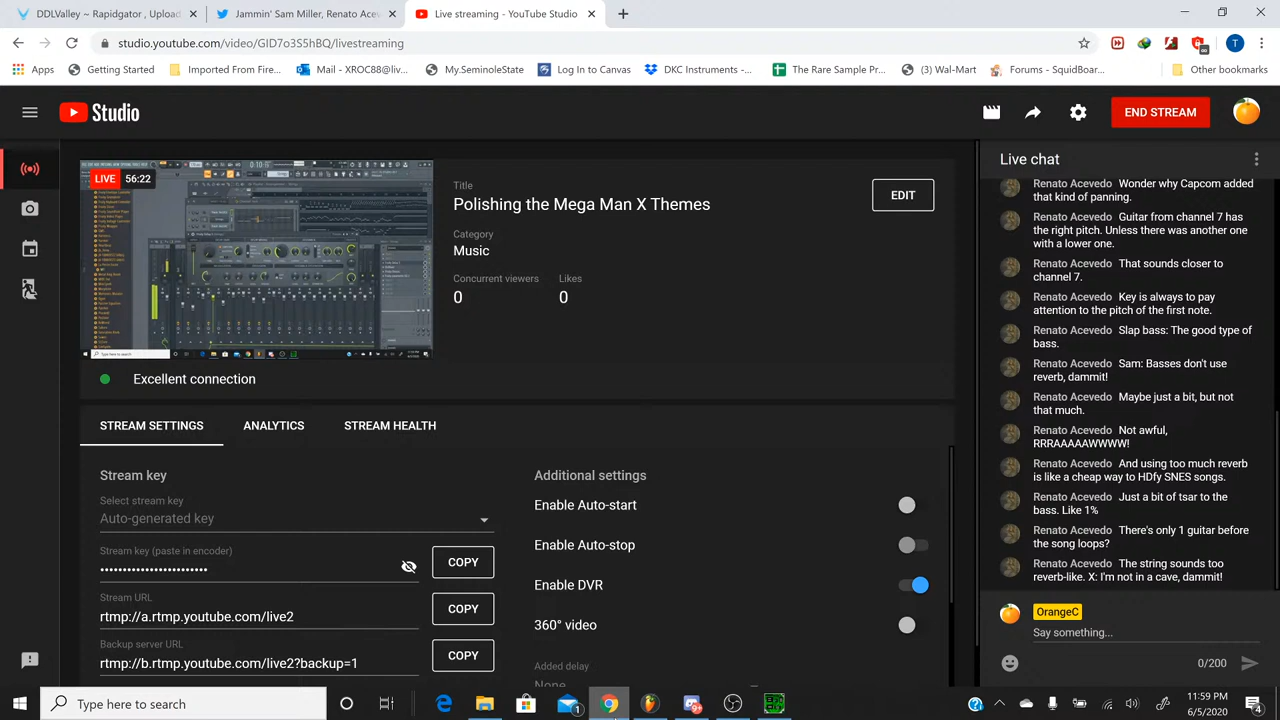 DDLValley ~ Rapidgator , Upload
Jammin' Sam Miller, Renato Acev
Live streaming - YouTube Studio
studio.youtube.com/video/GID7o3S5hBQ/livestreaming
Apps
Getting Started
Imported From Fire...
Mail - XROC88@liv...
My.SeminoleState
Log In to Canvas
DKC Instruments -...
The Rare Sample Pr...
(3) Wal-Mart
Forums - SquidBoar...
Other bookmarks
Studio
END STREAM
LIVE 56:22
Title
Polishing the Mega Man X Themes
EDIT
Category
Music
Concurrent viewers Likes
0 0
Excellent connection
STREAM SETTINGS ANALYTICS STREAM HEALTH
Stream key
Select stream key
Auto-generated key
Stream key (paste in encoder)
••••••••••••••••••••••••
COPY
Stream URL
rtmp://a.rtmp.youtube.com/live2
COPY
Backup server URL
rtmp://b.rtmp.youtube.com/live2?backup=1
COPY
Additional settings
Enable Auto-start
Enable Auto-stop
Enable DVR
360° video
Added delay
None
Live chat
Renato Acevedo Wonder why Capcom added
that kind of panning.
Renato Acevedo Guitar from channel 7 has
the right pitch. Unless there was another one
with a lower one.
Renato Acevedo That sounds closer to
channel 7.
Renato Acevedo Key is always to pay
attention to the pitch of the first note.
Renato Acevedo Slap bass: The good type of
bass.
Renato Acevedo Sam: Basses don't use
reverb, dammit!
Renato Acevedo Maybe just a bit, but not
that much.
Renato Acevedo Not awful,
RRRAAAAAWWWW!
Renato Acevedo And using too much reverb
is like a cheap way to HDfy SNES songs.
Renato Acevedo Just a bit of tsar to the
bass. Like 1%
Renato Acevedo There's only 1 guitar before
the song loops?
Renato Acevedo The string sounds too
reverb-like. X: I'm not in a cave, dammit!
OrangeC
Say something...
0/200
Type here to search
1
11:59 PM
6/5/2020
4